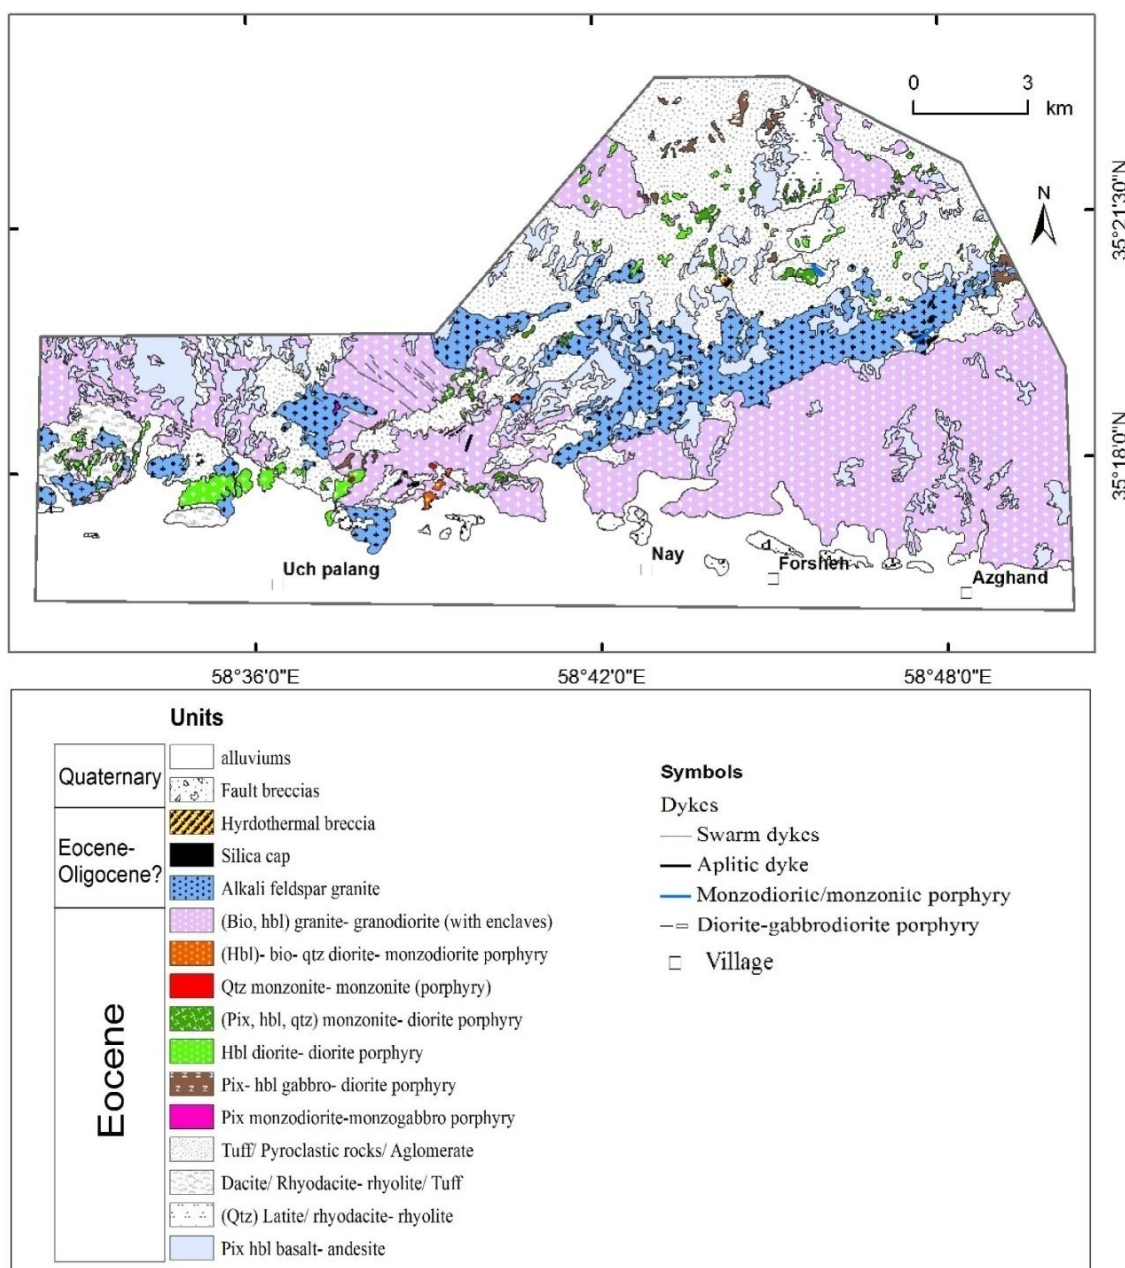 0 3
km
N
35°21'30"N
35°18'0"N
Uch palang
Nay
d
Forsheh
Azghand
58°36'0"E 58°42'0"E 58°48'0"E
Units
Quaternary
alluviums
Fault breccias
Eocene-
Oligocene?
Hyrdothermal breccia
Silica cap
Alkali feldspar granite
Eocene
(Bio, hbl) granite- granodiorite (with enclaves)
(Hbl)- bio- qtz diorite- monzodiorite porphyry
Qtz monzonite- monzonite (porphyry)
(Pix, hbl, qtz) monzonite- diorite porphyry
Hbl diorite- diorite porphyry
Pix- hbl gabbro- diorite porphyry
Pix monzodiorite-monzogabbro porphyry
Tuff/ Pyroclastic rocks/ Aglomerate
Dacite/ Rhyodacite- rhyolite/ Tuff
(Qtz) Latite/ rhyodacite- rhyolite
Pix hbl basalt- andesite
Symbols
Dykes
Swarm dykes
Aplitic dyke
Monzodiorite/monzonite porphyry
Diorite-gabbrodiorite porphyry
Village